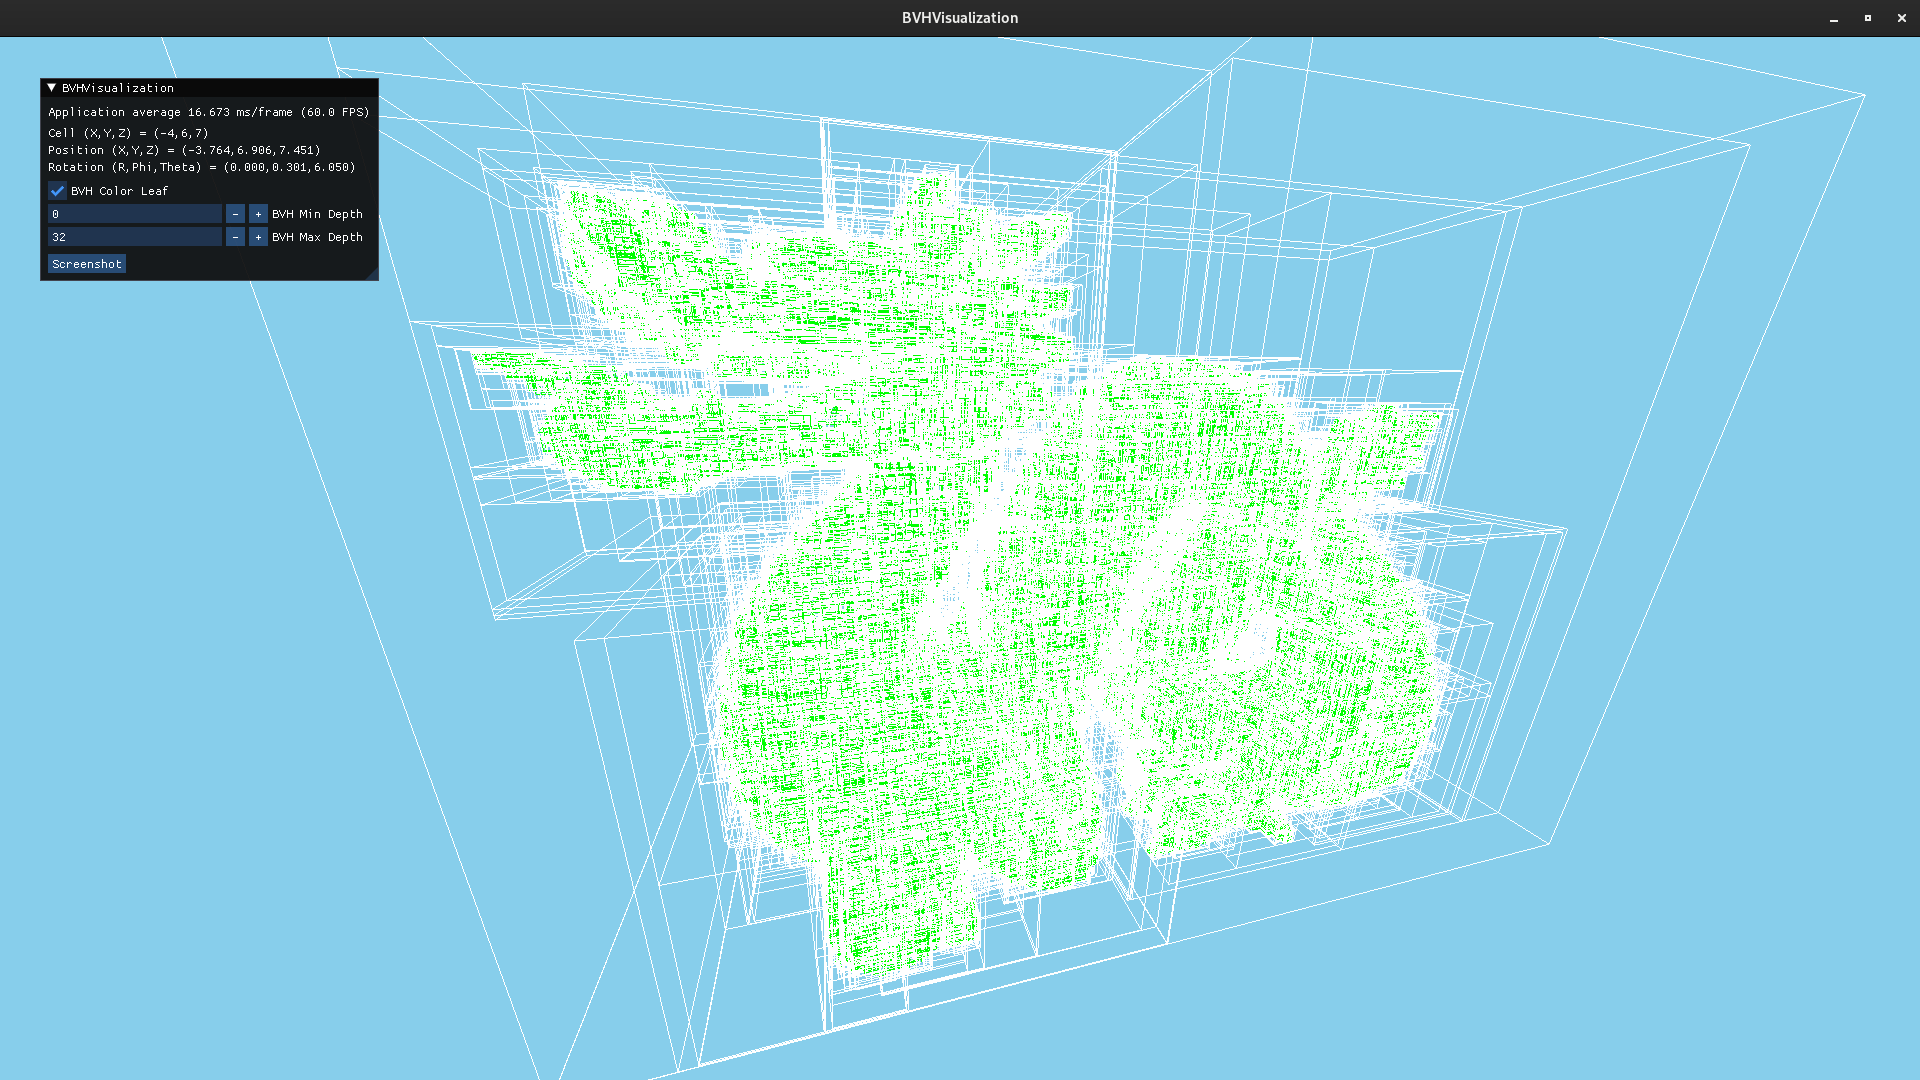 BVHVisualization
BVHVisualization
Application average 16.673 ms/frame (60.0 FPS)
Cell (X,Y,Z) = (-4,6,7)
Position (X,Y,Z) = (-3.764,6.906,7.451)
Rotation (R,Phi,Theta) = (0.000,0.301,6.050)
BVH Color Leaf
0 - + BVH Min Depth
32 - + BVH Max Depth
Screenshot